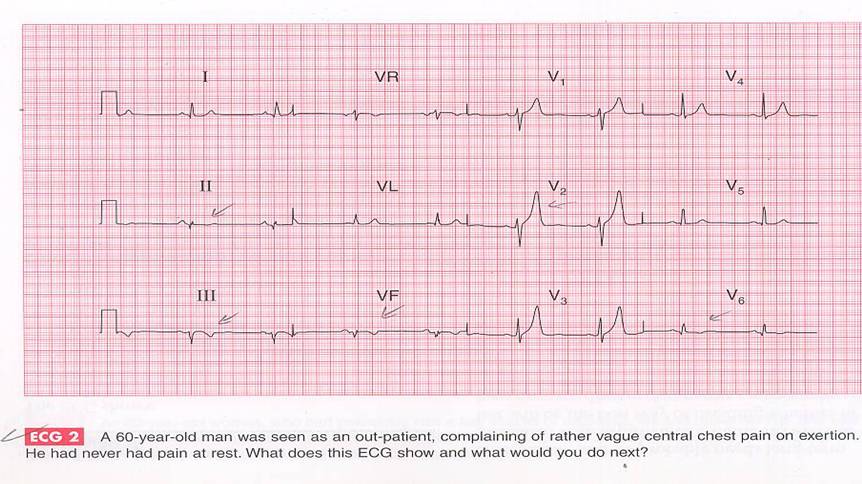 I VR V₁ V₄
II VL V₂ V₅
III VF V₃ V₆
ECG 2 A 60-year-old man was seen as an out-patient, complaining of rather vague central chest pain on exertion.
He had never had pain at rest. What does this ECG show and what would you do next?